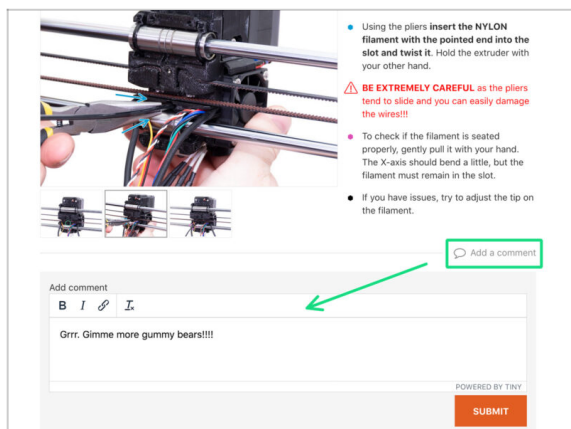 Using the pliers insert the NYLON
filament with the pointed end into the
slot and twist it. Hold the extruder with
your other hand.
BE EXTREMELY CAREFUL as the pliers
tend to slide and you can easily damage
the wires!!!
To check if the filament is seated
properly, gently pull it with your hand.
The X-axis should bend a little, but the
filament must remain in the slot.
If you have issues, try to adjust the tip on
the filament.
Add a comment
Add comment
B I
Grrr. Gimme more gummy bears!!!!
POWERED BY TINY
SUBMIT